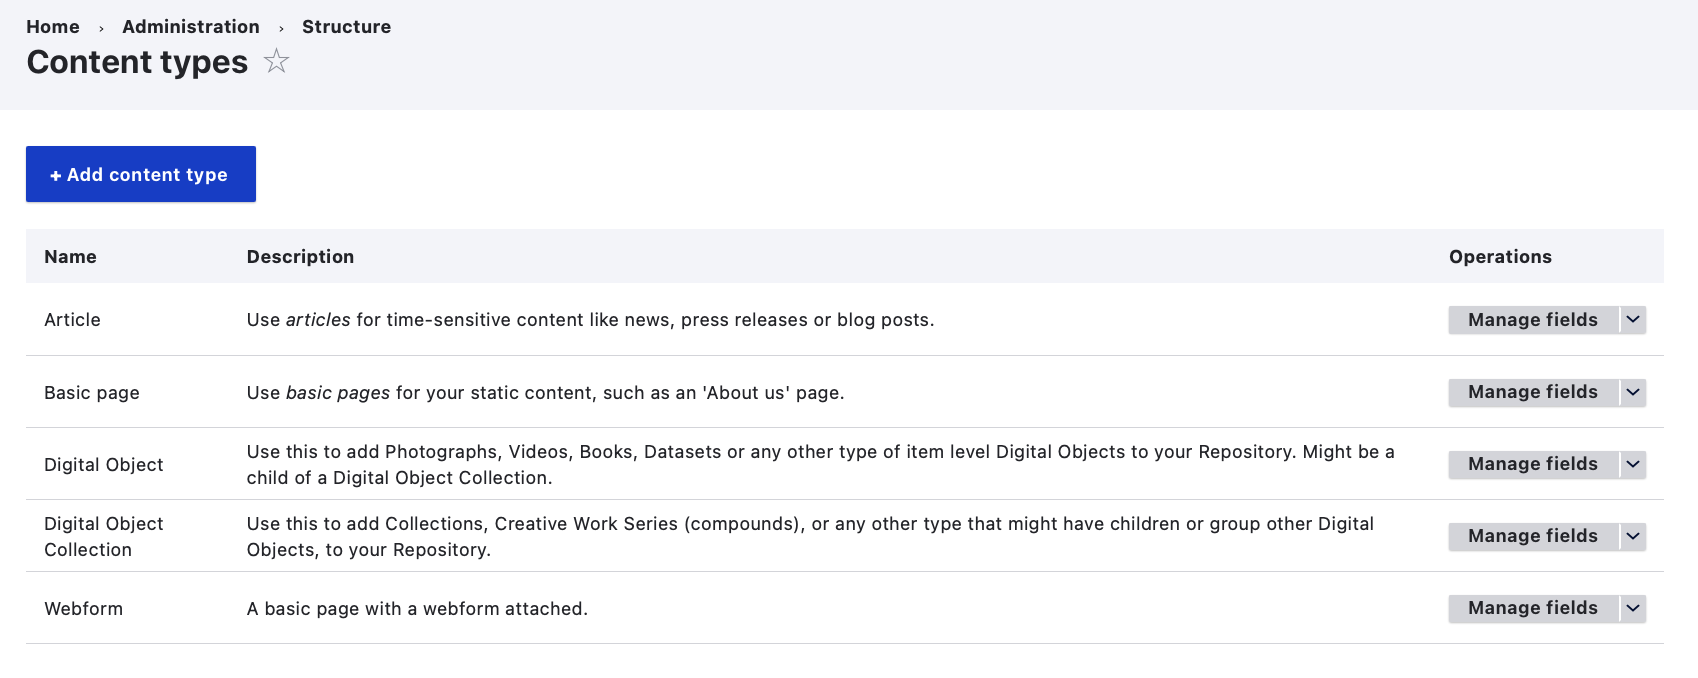 Home › Administration › Structure
Content types
+ Add content type
Name Description Operations
Article Use articles for time-sensitive content like news, press releases or blog posts. Manage fields
Basic page Use basic pages for your static content, such as an 'About us' page. Manage fields
Digital Object Use this to add Photographs, Videos, Books, Datasets or any other type of item level Digital Objects to your Repository. Might be a
child of a Digital Object Collection. Manage fields
Digital Object
Collection Use this to add Collections, Creative Work Series (compounds), or any other type that might have children or group other Digital
Objects, to your Repository. Manage fields
Webform A basic page with a webform attached. Manage fields